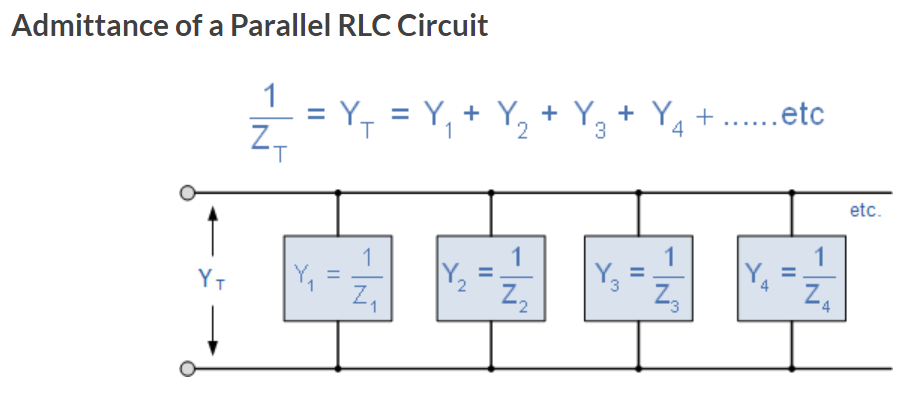 Admittance of a Parallel RLC Circuit
1/Z_T = Y_T = Y_1 + Y_2 + Y_3 + Y_4 + ......etc
etc.
Y_T
Y_1 = 1/Z_1
Y_2 = 1/Z_2
Y_3 = 1/Z_3
Y_4 = 1/Z_4